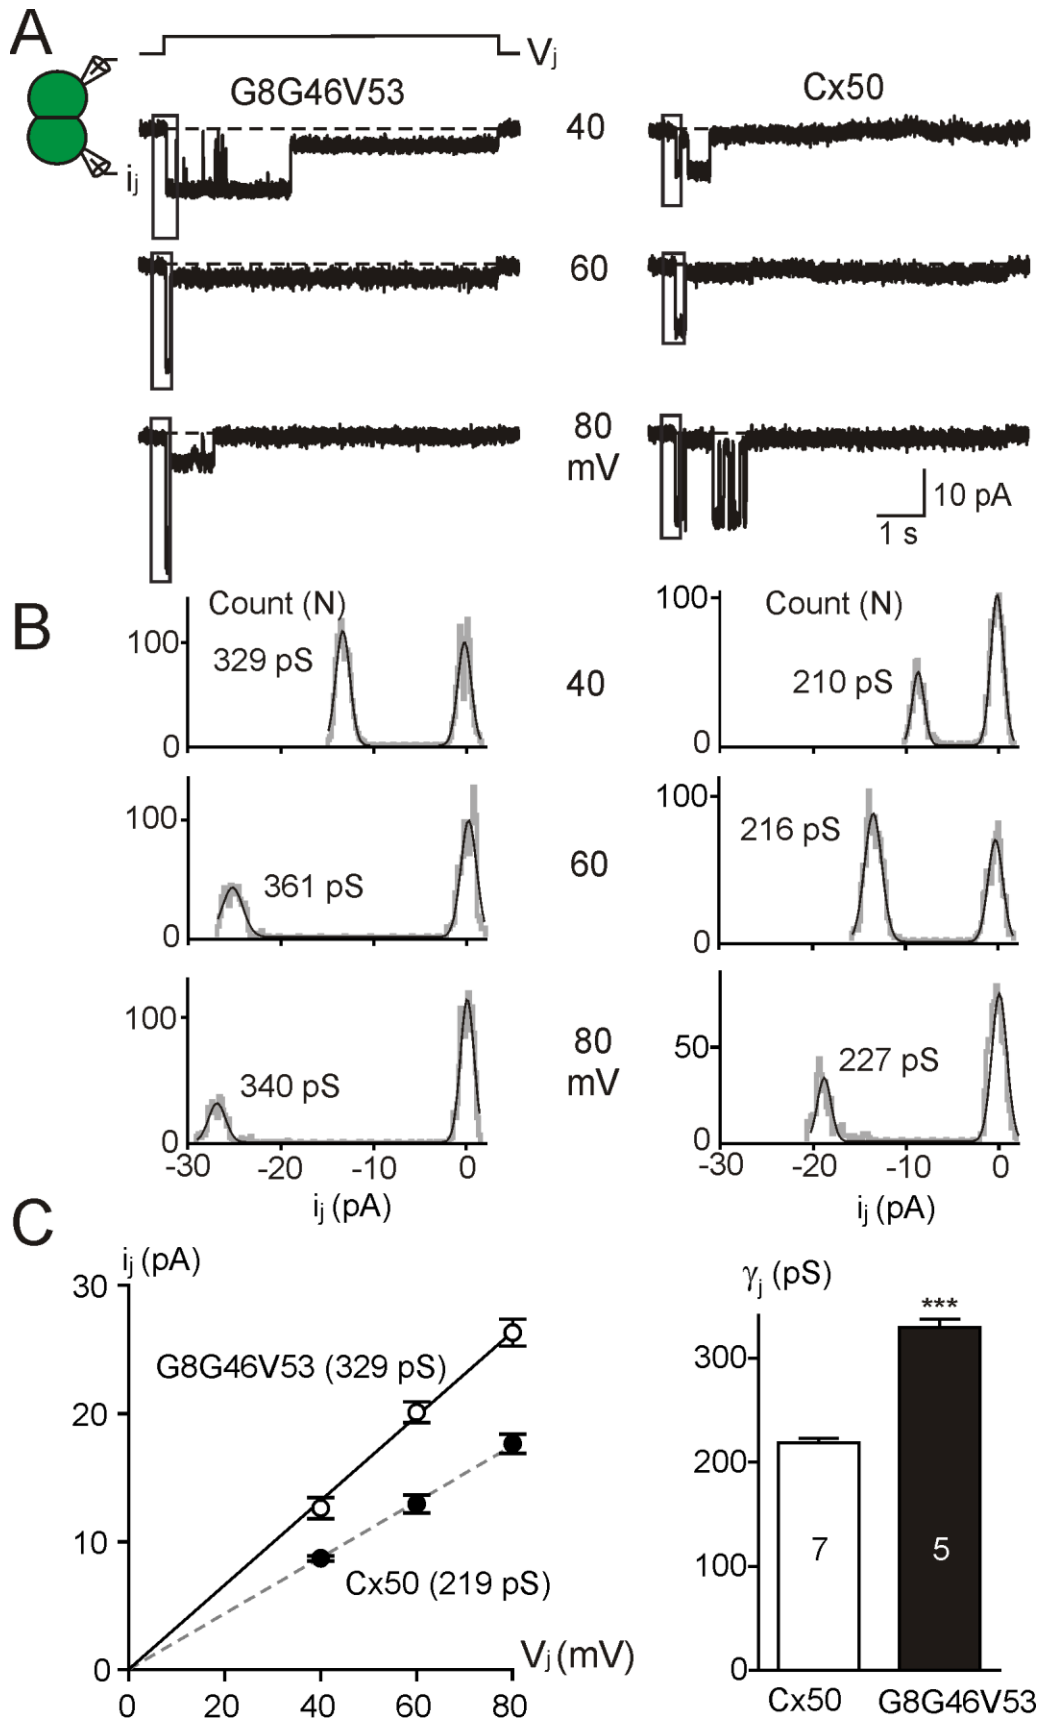 A
Vj
G8G46V53
Cx50
40
ij
60
80
mV
10 pA
1 s
B
Count (N)
329 pS
100
0
40
Count (N)
210 pS
100
0
361 pS
100
0
60
216 pS
100
0
340 pS
100
0
-30 -20 -10 0
ij (pA)
80
mV
227 pS
50
0
-30 -20 -10 0
ij (pA)
C
ij (pA)
30
20
10
0
G8G46V53 (329 pS)
Cx50 (219 pS)
Vj (mV)
0 20 40 60 80
γj (pS)
***
300
200
100
0
7
5
Cx50 G8G46V53